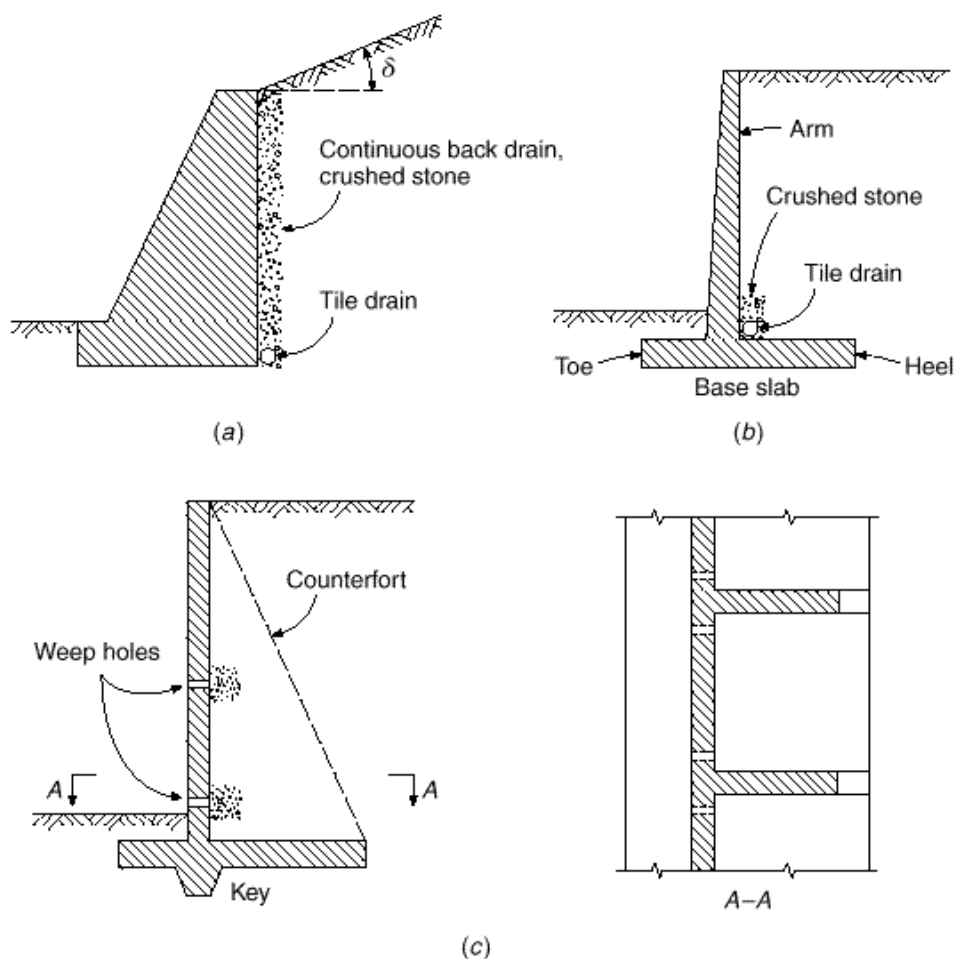 δ
Continuous back drain,
crushed stone
Tile drain
(a)
Arm
Crushed stone
Tile drain
Toe
Heel
Base slab
(b)
Counterfort
Weep holes
A
A
Key
A–A
(c)